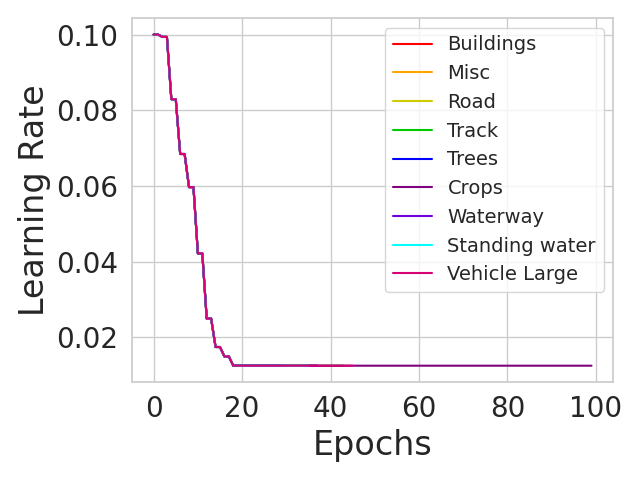 0.10
0.08
0.06
0.04
0.02
Learning Rate
0
20
40
60
80
100
Epochs
Buildings
Misc
Road
Track
Trees
Crops
Waterway
Standing water
Vehicle Large